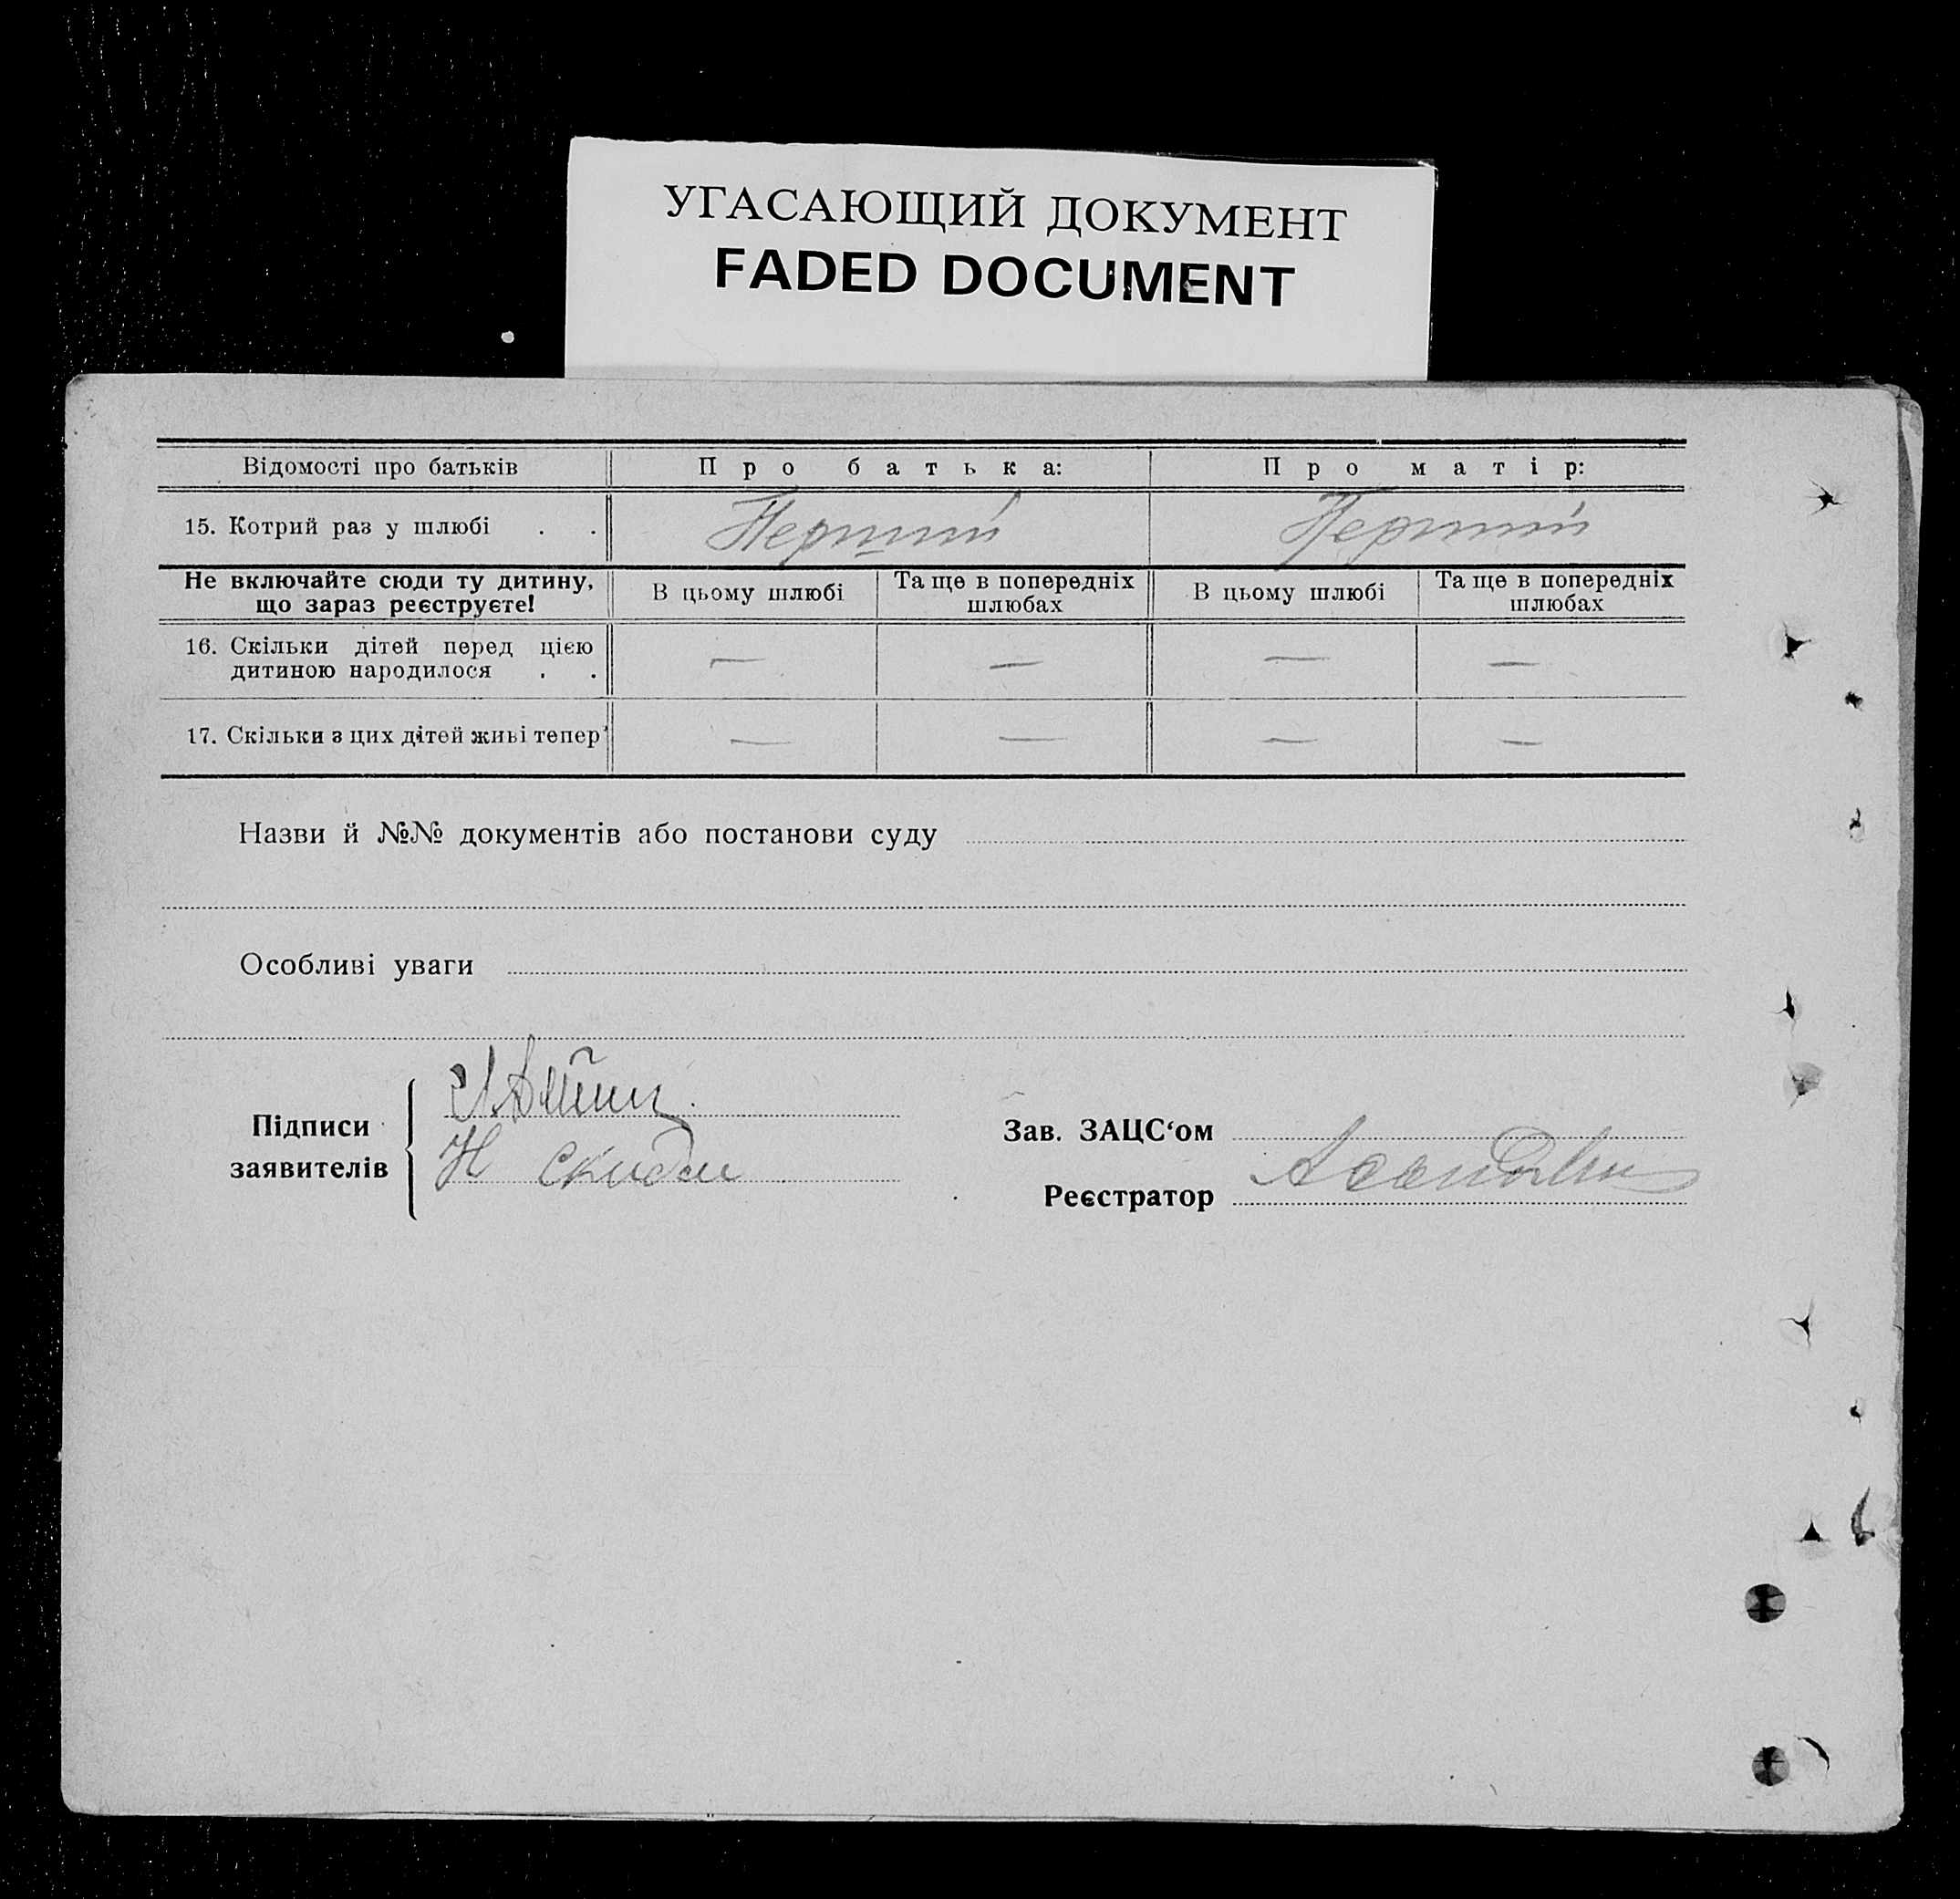 УГАСАЮЩИЙ ДОКУМЕНТ
FADED DOCUMENT
Відомості про батьків Про батька: Про матір:
15. Котрий раз у шлюбі . . Перший Перший
Не включайте сюди ту дитину, що зараз реєструєте! В цьому шлюбі Та ще в попередніх шлюбах В цьому шлюбі Та ще в попередніх шлюбах
16. Скільки дітей перед цією
дитиною народилося . . — — — —
17. Скільки з цих дітей живі тепер — — — —
Назви й №№ документів або постанови суду
Особливі уваги
Підписи
заявителів
Н Скиба
Зав. ЗАЦС‘ом
Реєстратор